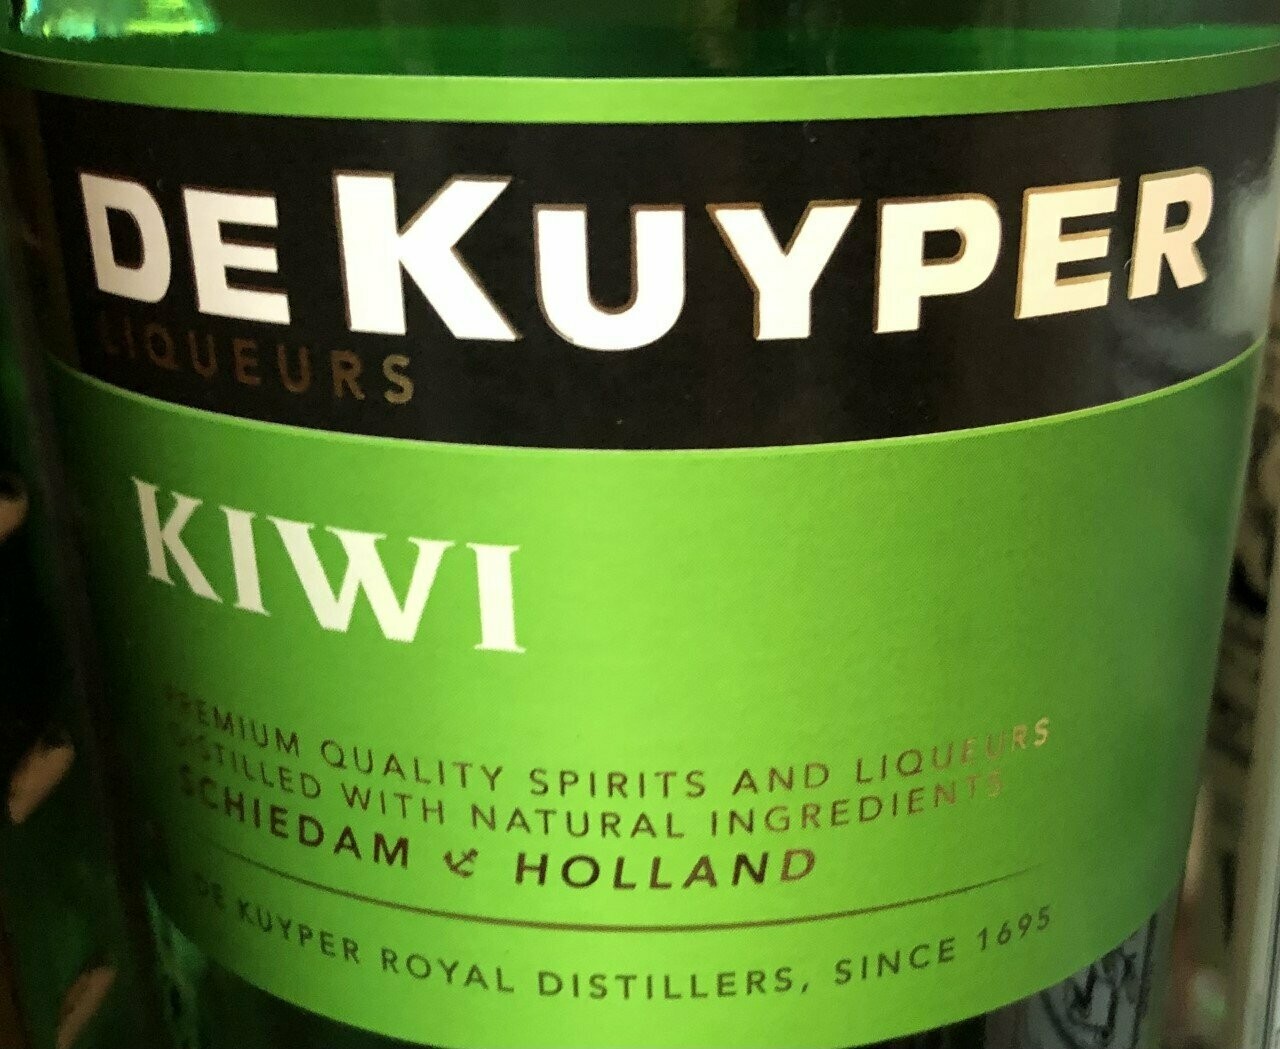 DE KUYPER
LIQUEURS
KIWI
PREMIUM QUALITY SPIRITS AND LIQUEURS
DISTILLED WITH NATURAL INGREDIENTS
SCHIEDAM HOLLAND
DE KUYPER ROYAL DISTILLERS, SINCE 1695